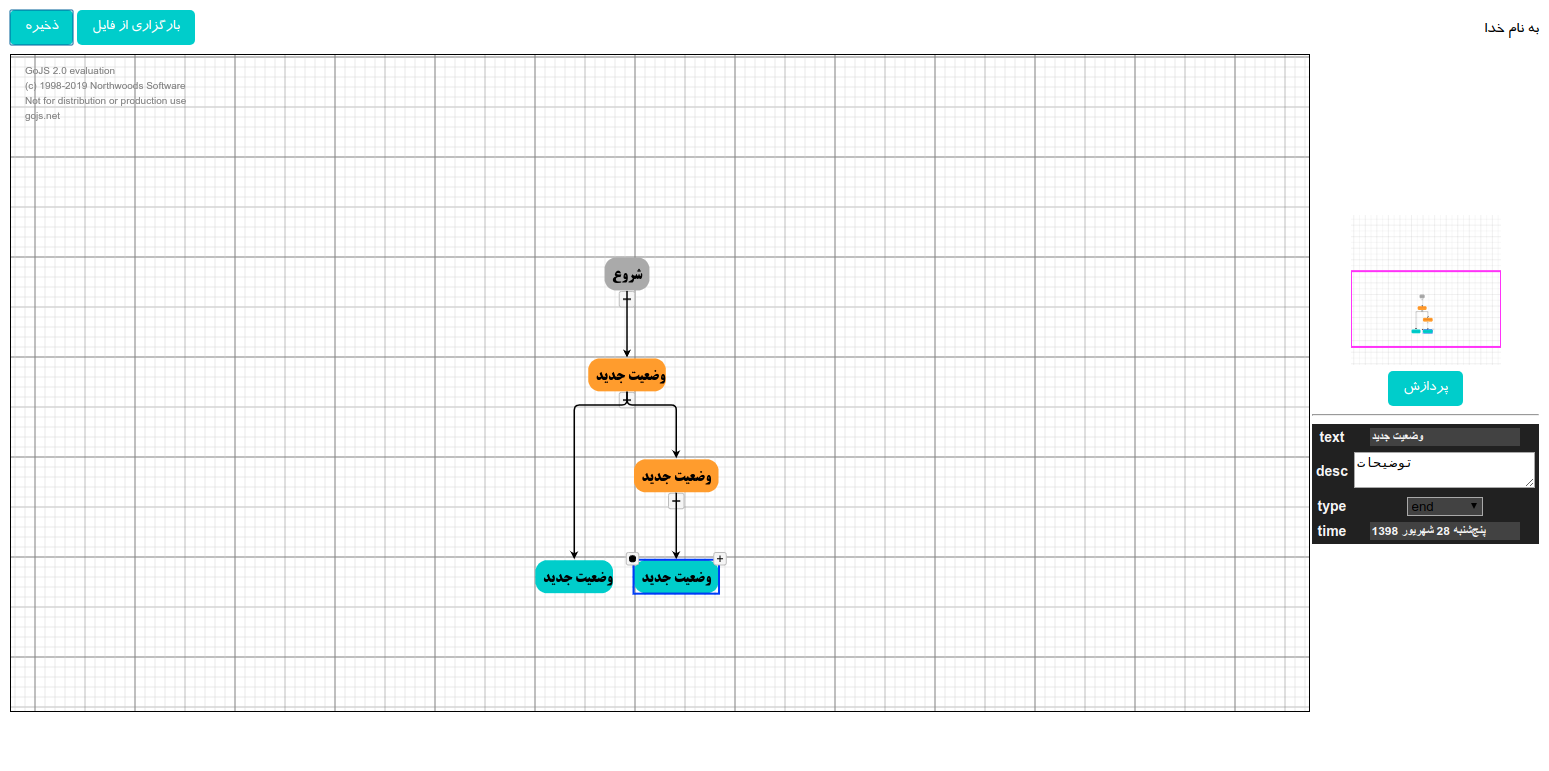 به نام خدا
بارگزاری از فایل
ذخیره
GoJS 2.0 evaluation
(c) 1998-2019 Northwoods Software
Not for distribution or production use
gojs.net
شروع
وضعیت جدید
وضعیت جدید
وضعیت جدید
وضعیت جدید
پردازش
text وضعیت جدید
desc توضیحات
type end
time پنج‌شنبه 28 شهریور 1398